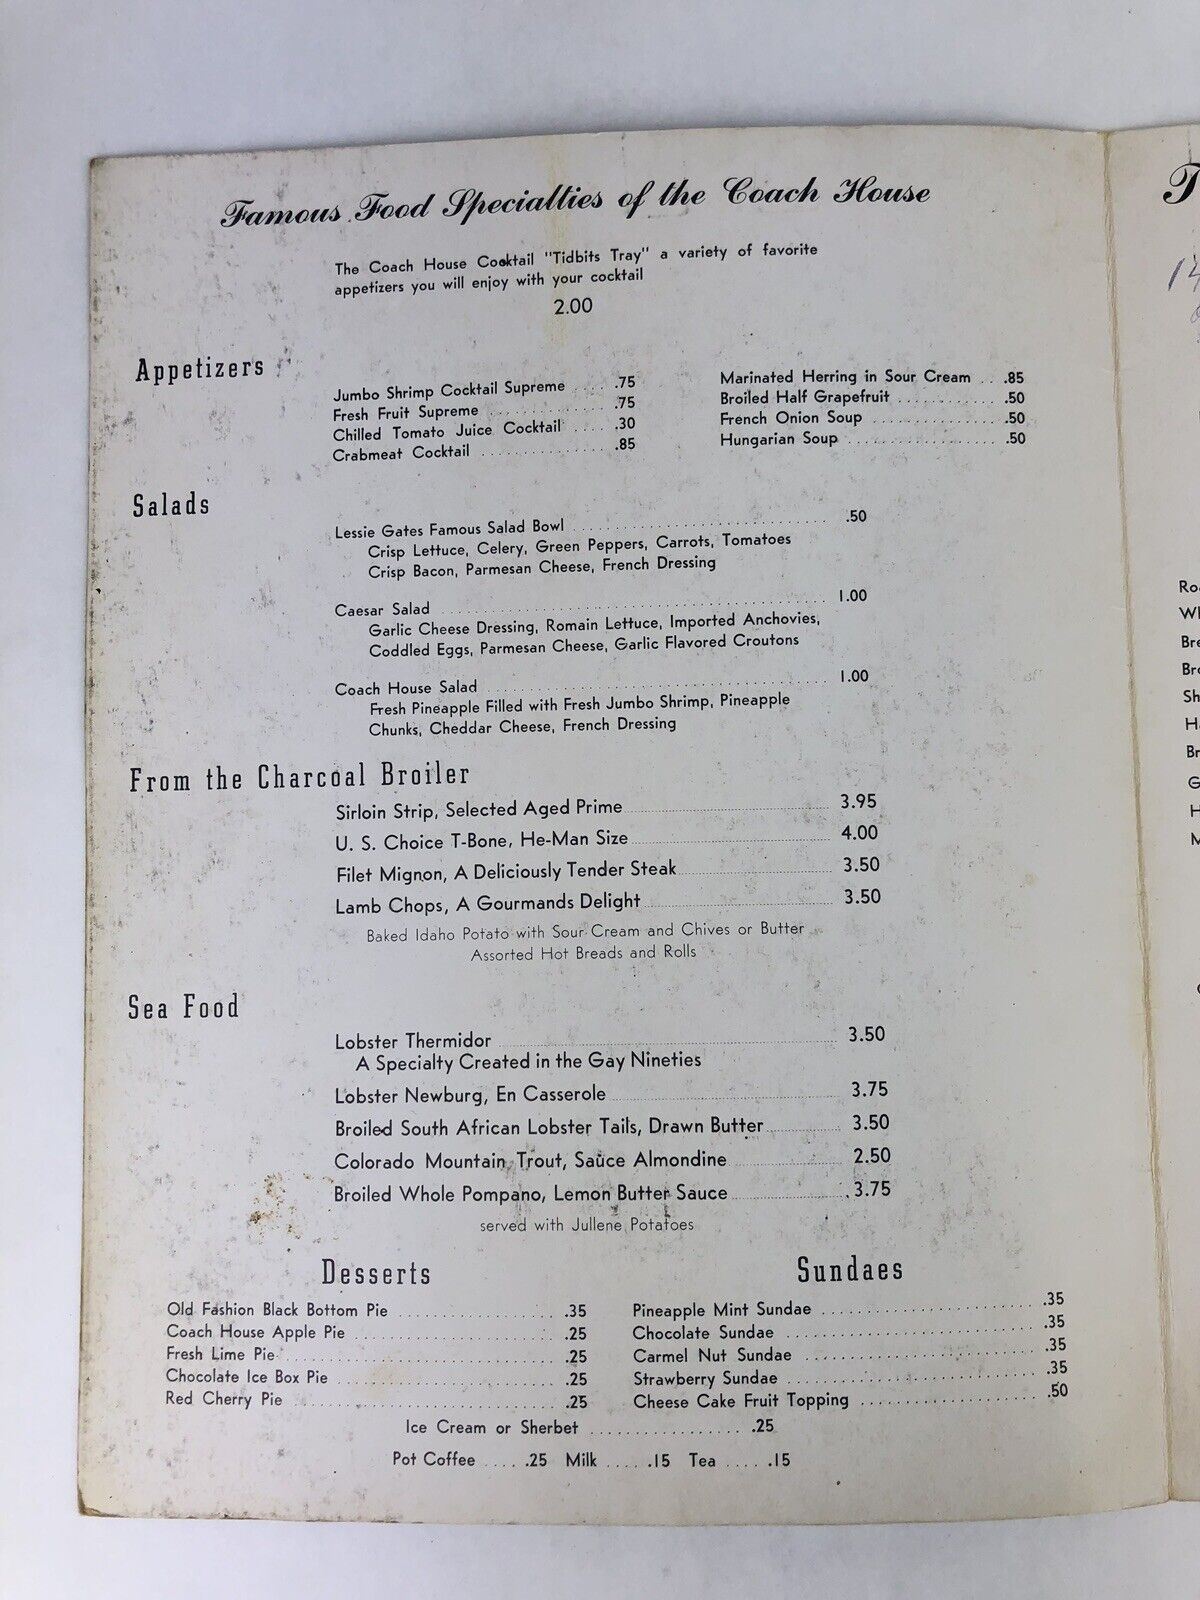 Famous Food Specialties of the Coach House
The Coach House Cocktail "Tidbits Tray" a variety of favorite
appetizers you will enjoy with your cocktail
2.00
Appetizers
Jumbo Shrimp Cocktail Supreme .... .75
Fresh Fruit Supreme .... .75
Chilled Tomato Juice Cocktail .... .30
Crabmeat Cocktail .... .85
Marinated Herring in Sour Cream .... .85
Broiled Half Grapefruit .... .50
French Onion Soup .... .50
Hungarian Soup .... .50
Salads
Lessie Gates Famous Salad Bowl .... .50
Crisp Lettuce, Celery, Green Peppers, Carrots, Tomatoes
Crisp Bacon, Parmesan Cheese, French Dressing
Caesar Salad .... 1.00
Garlic Cheese Dressing, Romain Lettuce, Imported Anchovies,
Coddled Eggs, Parmesan Cheese, Garlic Flavored Croutons
Coach House Salad .... 1.00
Fresh Pineapple Filled with Fresh Jumbo Shrimp, Pineapple
Chunks, Cheddar Cheese, French Dressing
From the Charcoal Broiler
Sirloin Strip, Selected Aged Prime .... 3.95
U. S. Choice T-Bone, He-Man Size .... 4.00
Filet Mignon, A Deliciously Tender Steak .... 3.50
Lamb Chops, A Gourmands Delight .... 3.50
Baked Idaho Potato with Sour Cream and Chives or Butter
Assorted Hot Breads and Rolls
Sea Food
Lobster Thermidor .... 3.50
A Specialty Created in the Gay Nineties
Lobster Newburg, En Casserole .... 3.75
Broiled South African Lobster Tails, Drawn Butter .... 3.50
Colorado Mountain Trout, Sauce Almondine .... 2.50
Broiled Whole Pompano, Lemon Butter Sauce .... 3.75
served with Jullene Potatoes
Desserts
Old Fashion Black Bottom Pie .... .35
Coach House Apple Pie .... .25
Fresh Lime Pie .... .25
Chocolate Ice Box Pie .... .25
Red Cherry Pie .... .25
Sundaes
Pineapple Mint Sundae .... .35
Chocolate Sundae .... .35
Carmel Nut Sundae .... .35
Strawberry Sundae .... .35
Cheese Cake Fruit Topping .... .50
Ice Cream or Sherbet .... .25
Pot Coffee .... .25 Milk .... .15 Tea .... .15